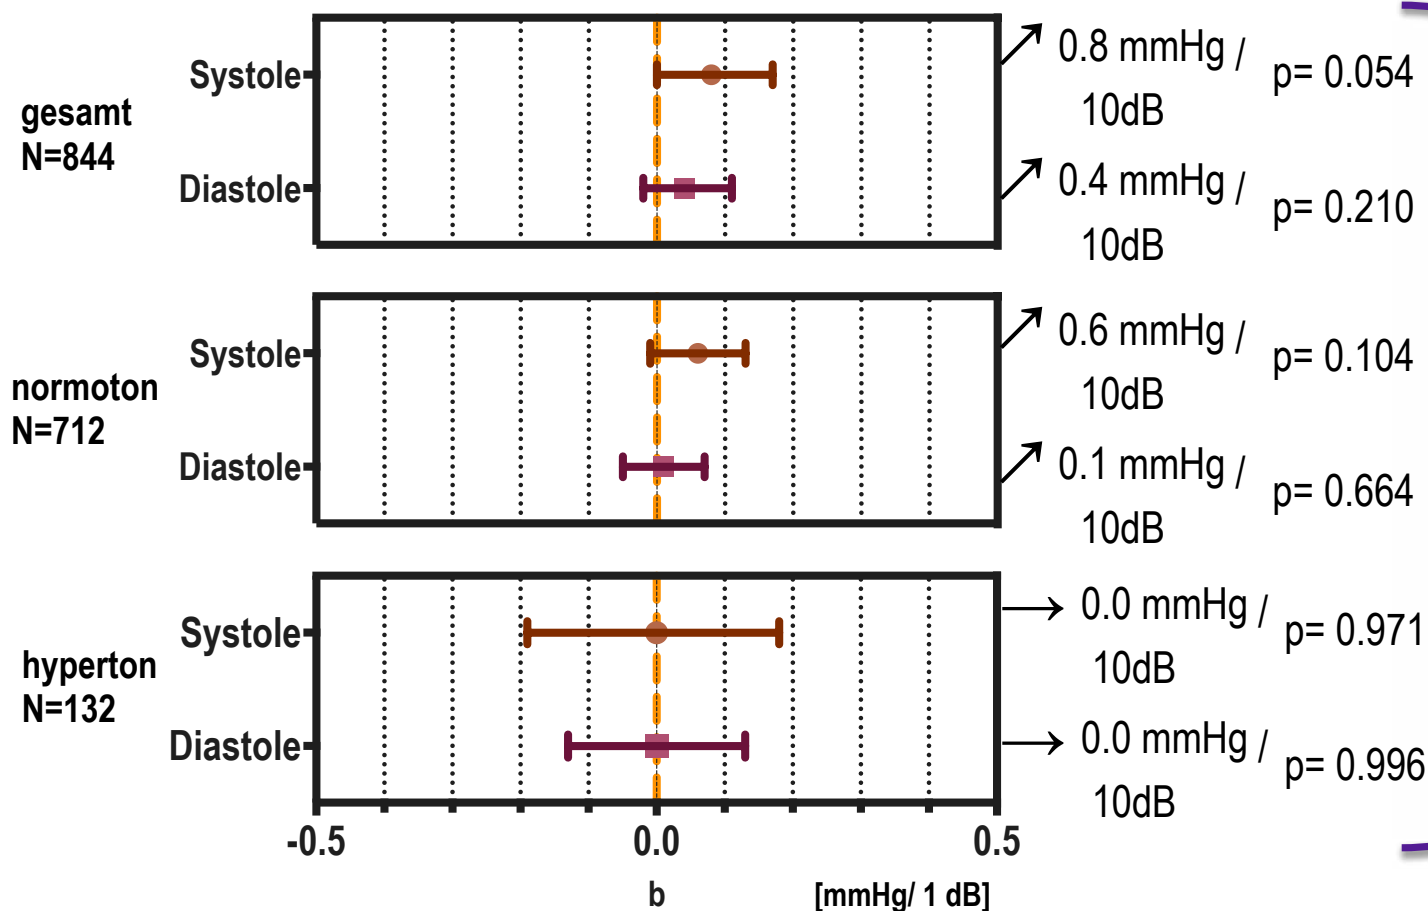 gesamt
N=844
Systole
0.8 mmHg /
10dB
p= 0.054
Diastole
0.4 mmHg /
10dB
p= 0.210
normoton
N=712
Systole
0.6 mmHg /
10dB
p= 0.104
Diastole
0.1 mmHg /
10dB
p= 0.664
hyperton
N=132
Systole
0.0 mmHg /
10dB
p= 0.971
Diastole
0.0 mmHg /
10dB
p= 0.996
-0.5 0.0 0.5
b [mmHg/ 1 dB]